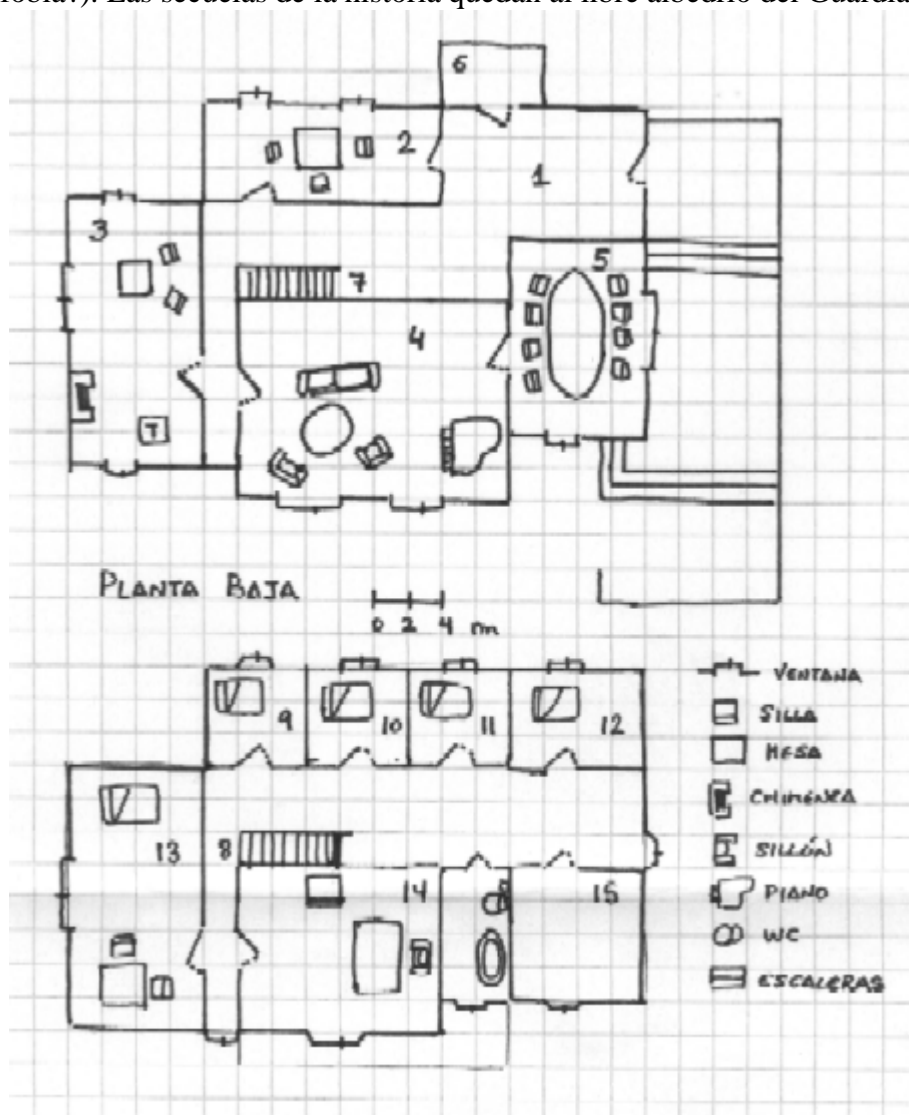 Las secuelas de la historia quedan al libre albedrío del
6
2
1
3
5
7
4
T
PLANTA BAJA
0 2 4 m
9 10 11 12
13 8 14 15
VENTANA
SILLA
MESA
CHIMENEA
SILLÓN
PIANO
WC
ESCALERAS